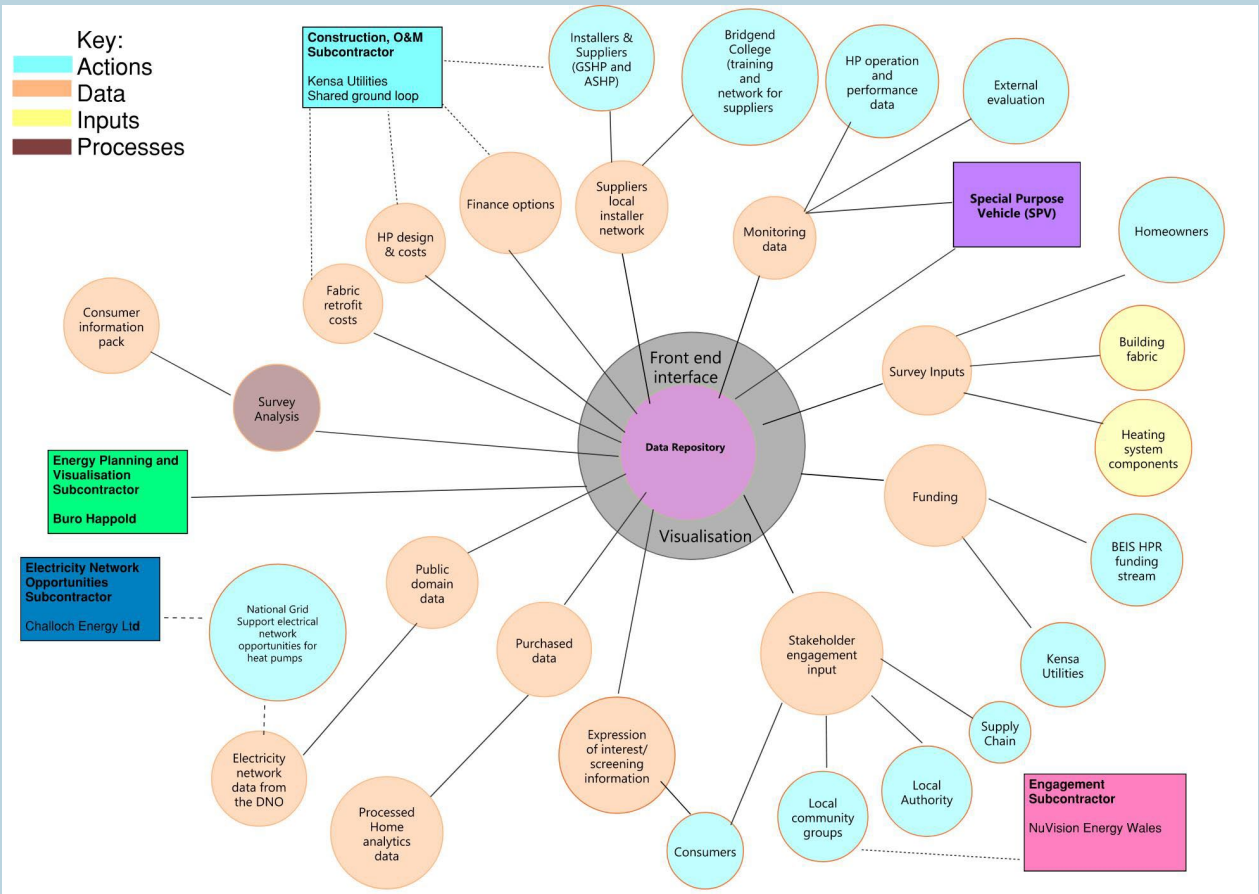 Key:
Actions
Data
Inputs
Processes
Construction, O&M
Subcontractor
Kensa Utilities
Shared ground loop
Installers &
Suppliers
(GSHP and
ASHP)
Bridgend
College
(training
and
network for
suppliers
HP operation
and
performance
data
External
evaluation
Special Purpose
Vehicle (SPV)
Homeowners
Finance options
Suppliers
local
installer
network
Monitoring
data
HP design
& costs
Fabric
retrofit
costs
Consumer
information
pack
Survey
Analysis
Front end
interface
Data Repository
Visualisation
Survey Inputs
Building
fabric
Heating
system
components
Energy Planning and
Visualisation
Subcontractor
Buro Happold
Funding
BEIS HPR
funding
stream
Kensa
Utilities
Electricity Network
Opportunities
Subcontractor
Challoch Energy Ltd
National Grid
Support electrical
network
opportunities for
heat pumps
Public
domain
data
Purchased
data
Stakeholder
engagement
input
Supply
Chain
Electricity
network
data from
the DNO
Processed
Home
analytics
data
Expression
of interest/
screening
information
Consumers
Local
community
groups
Local
Authority
Engagement
Subcontractor
NuVision Energy Wales